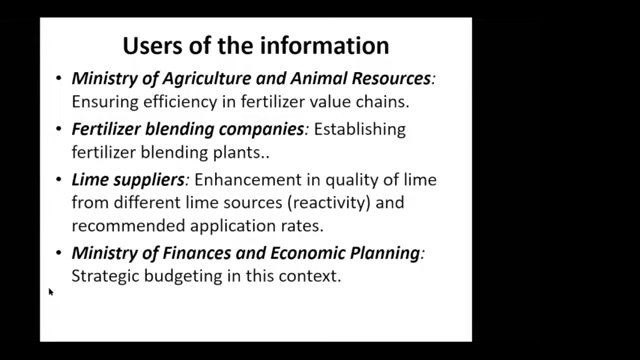 Users of the information
• Ministry of Agriculture and Animal Resources:
Ensuring efficiency in fertilizer value chains.
• Fertilizer blending companies: Establishing
fertilizer blending plants..
• Lime suppliers: Enhancement in quality of lime
from different lime sources (reactivity) and
recommended application rates.
• Ministry of Finances and Economic Planning:
Strategic budgeting in this context.